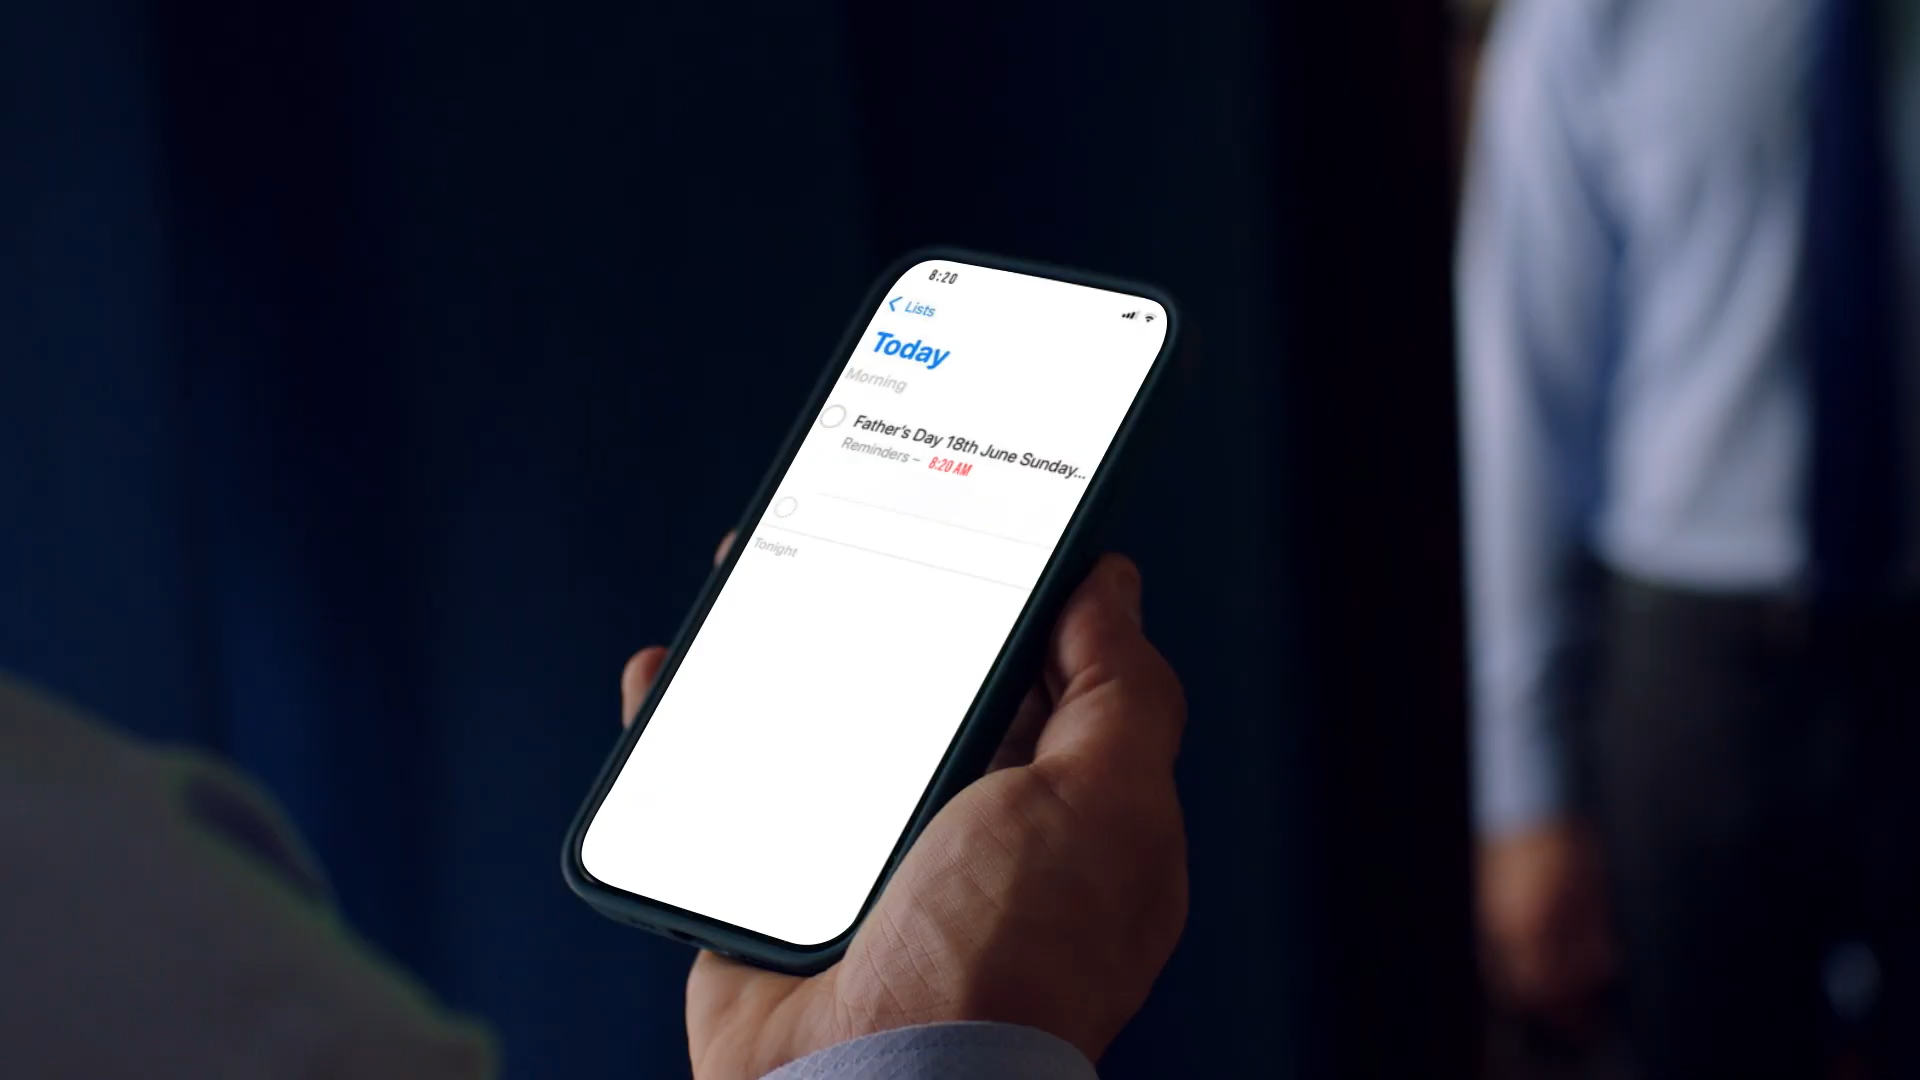 8:20
Lists
Today
Morning
Father's Day 18th June Sunday...
Reminders – 8:20 AM
Tonight